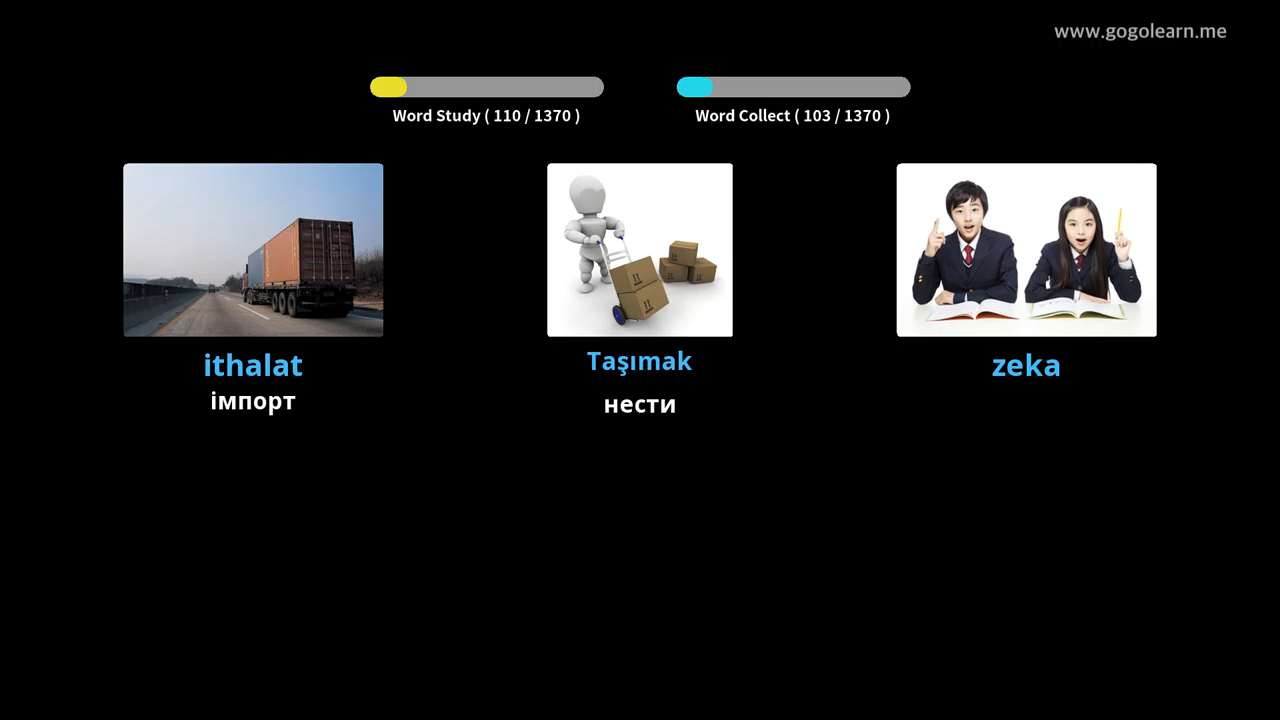 www.gogolearn.me
Word Study ( 110 / 1370 )
Word Collect ( 103 / 1370 )
ithalat
імпорт
Taşımak
нести
zeka